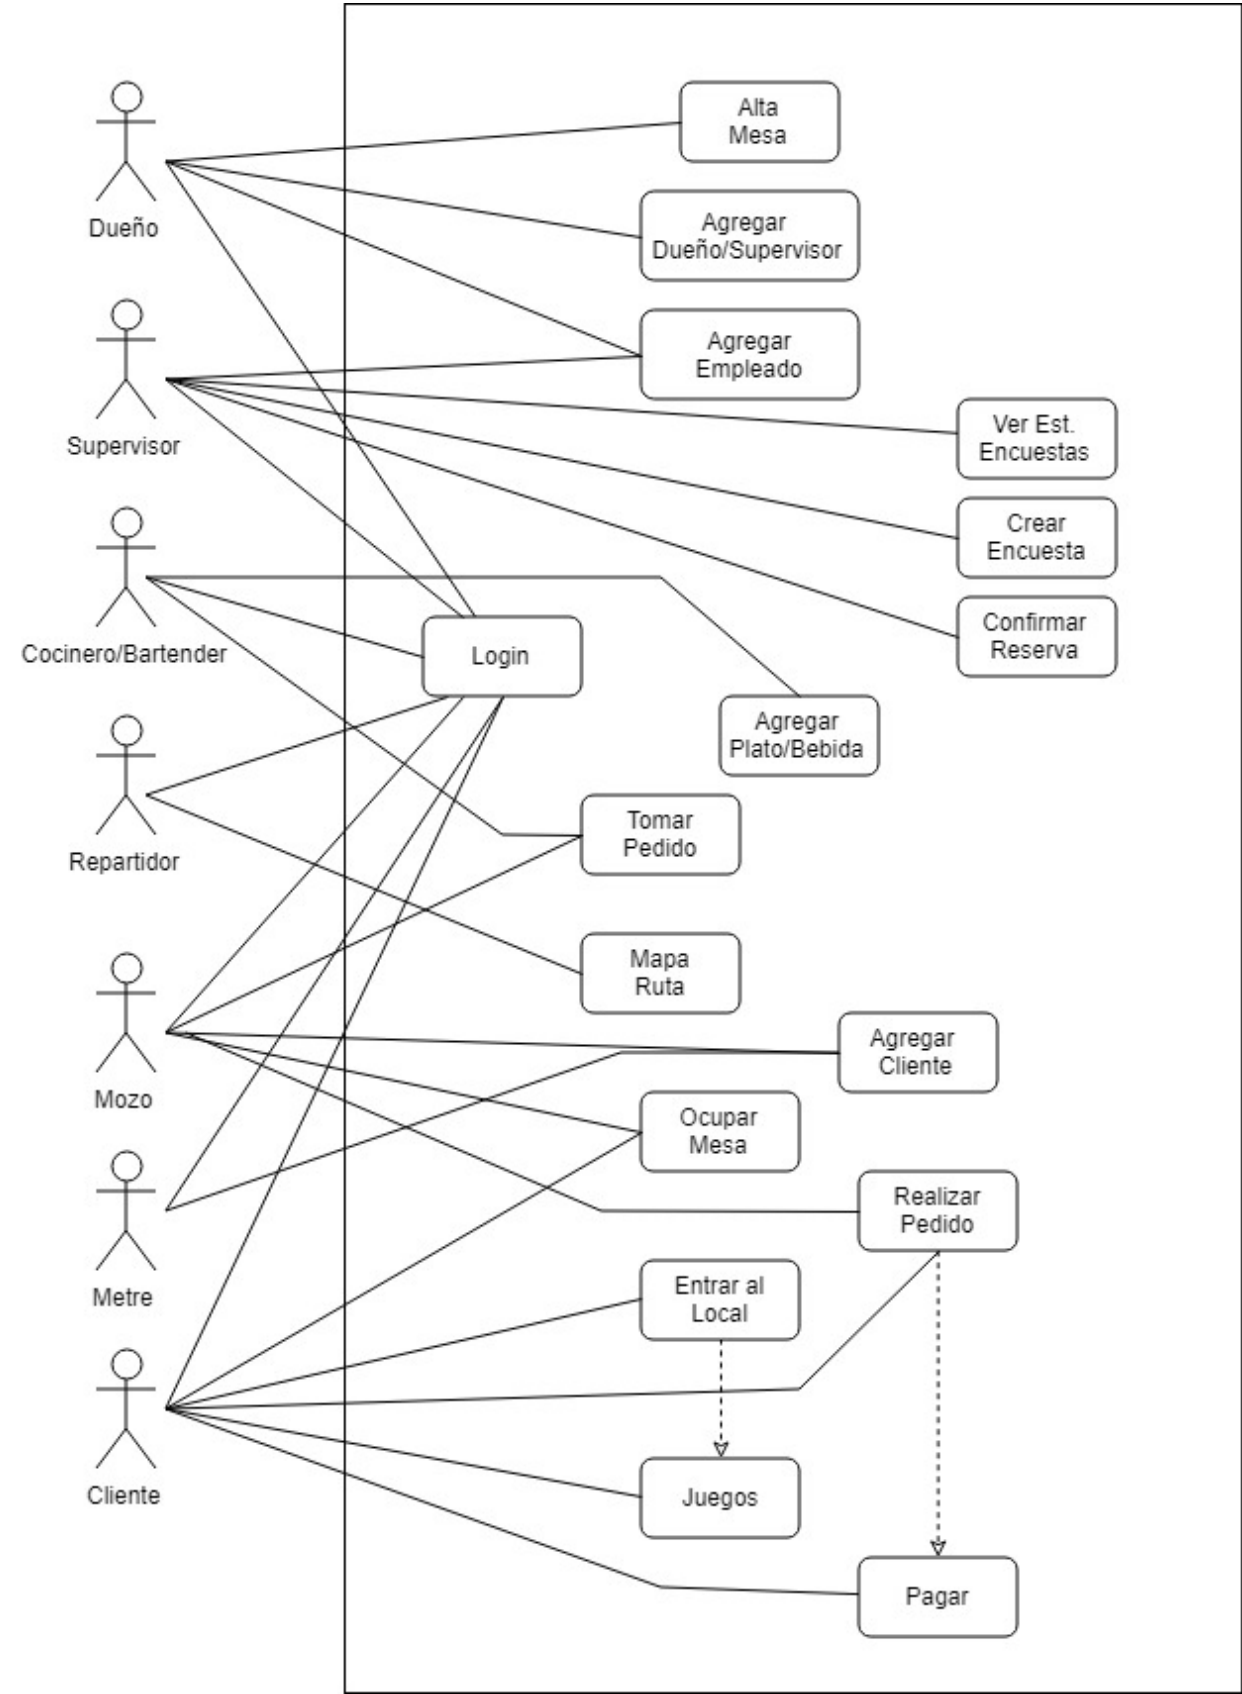 Alta
Mesa
Dueño
Agregar
Dueño/Supervisor
Agregar
Empleado
Supervisor
Ver Est.
Encuestas
Crear
Encuesta
Cocinero/Bartender
Login
Confirmar
Reserva
Agregar
Plato/Bebida
Repartidor
Tomar
Pedido
Mapa
Ruta
Agregar
Cliente
Mozo
Ocupar
Mesa
Realizar
Pedido
Metre
Entrar al
Local
Cliente
Juegos
Pagar